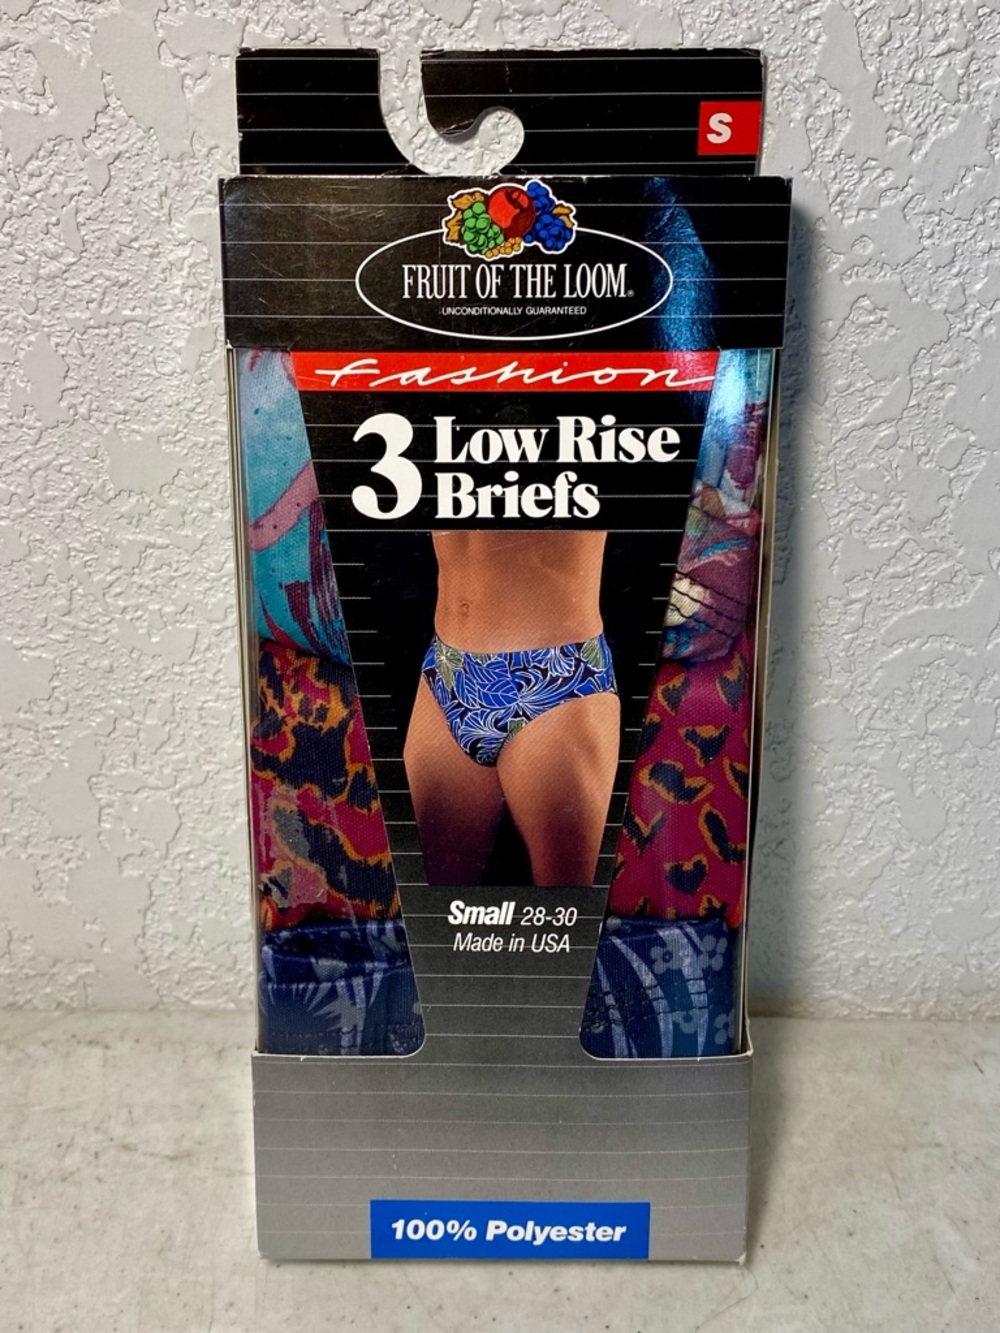 S
FRUIT OF THE LOOM®
UNCONDITIONALLY GUARANTEED
Fashion
3 Low Rise
Briefs
Small 28-30
Made in USA
100% Polyester